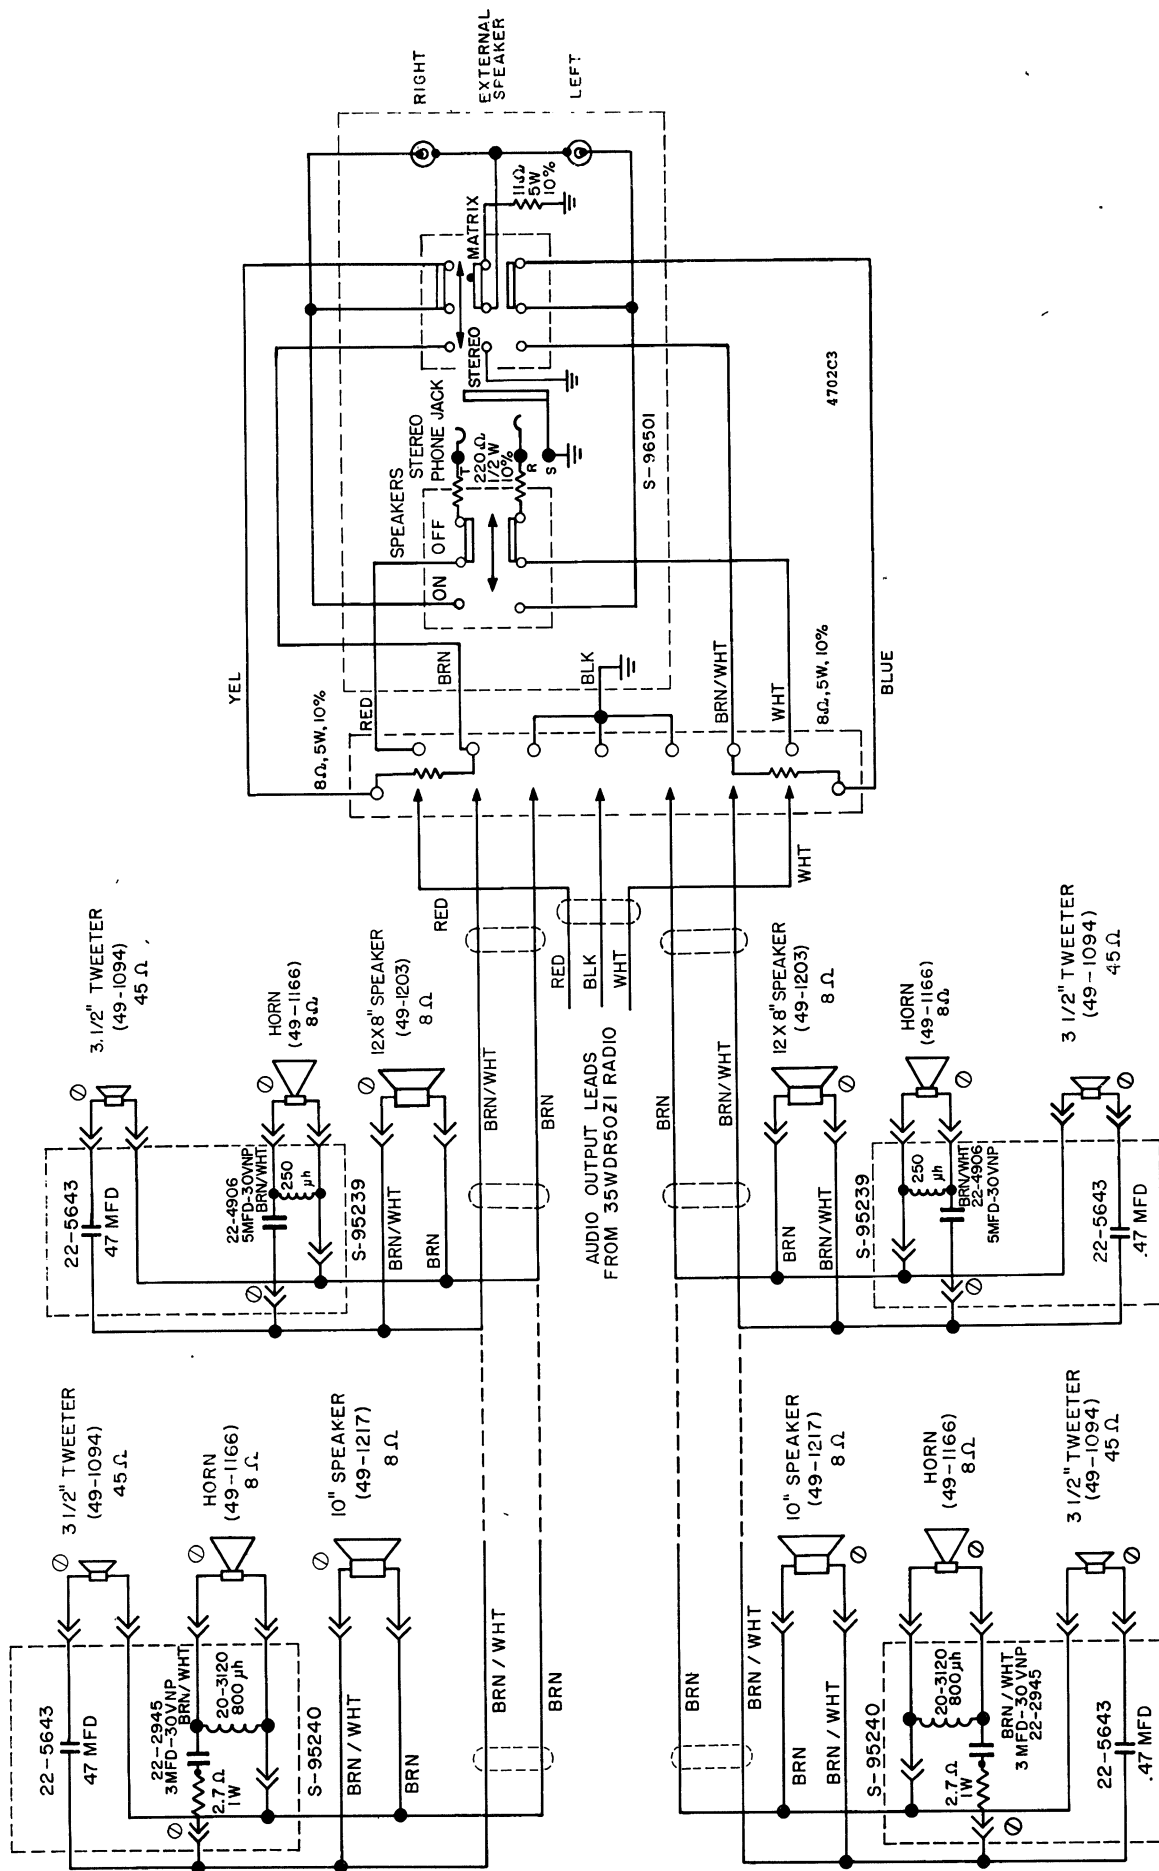 RIGHT
EXTERNAL
SPEAKER
LEFT
MATRIX
11Ω
5W
10%
STEREO
STEREO
PHONE JACK
T
220Ω
1/2 W
10%
R
S
SPEAKERS
ON
OFF
S-96501
4702C3
YEL
8Ω, 5W, 10%
RED
BRN
BLK
BRN/WHT
WHT
8Ω, 5W, 10%
BLUE
RED
WHT
RED
BLK
WHT
AUDIO OUTPUT LEADS
FROM 35WDR50Z1 RADIO
3.1/2" TWEETER
(49-1094)
45Ω
22-5643
47 MFD
HORN
(49-1166)
8Ω
22-4906
5MFD-30VNP
BRN/WHT
250
μh
S-95239
12X8" SPEAKER
(49-1203)
8Ω
BRN/WHT
BRN
BRN/WHT
BRN
BRN
BRN/WHT
12X8" SPEAKER
(49-1203)
8Ω
BRN
BRN/WHT
HORN
(49-1166)
8Ω
S-95239
250
μh
BRN/WHT
22-4906
5MFD-30VNP
3 1/2" TWEETER
(49-1094)
45Ω
22-5643
.47 MFD
3 1/2" TWEETER
(49-1094)
45Ω
22-5643
47 MFD
HORN
(49-1166)
8Ω
22-2945
3MFD-30VNP
BRN/WHT
20-3120
800μh
2.7Ω
1W
S-95240
10" SPEAKER
(49-1217)
8Ω
BRN/WHT
BRN
BRN/WHT
BRN
BRN
BRN/WHT
10" SPEAKER
(49-1217)
8Ω
BRN
BRN/WHT
HORN
(49-1166)
8Ω
S-95240
20-3120
800μh
2.7Ω
1W
BRN/WHT
3 MFD-30VNP
22-2945
3 1/2" TWEETER
(49-1094)
45Ω
22-5643
.47 MFD